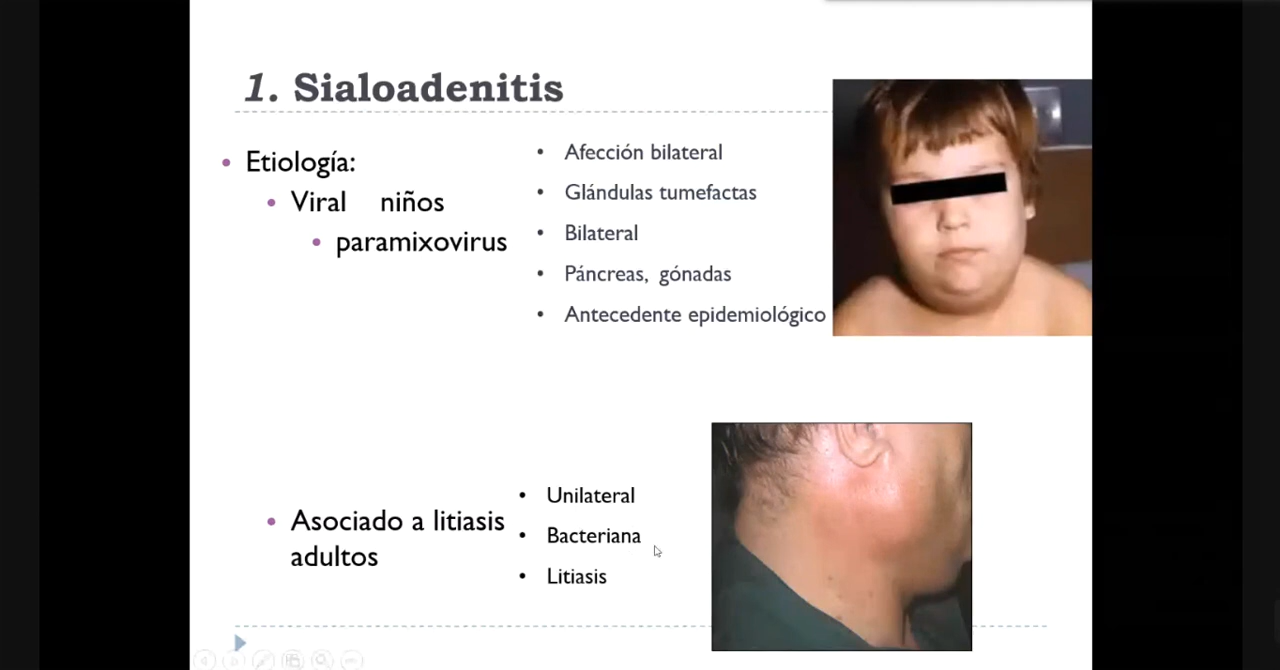 1. Sialoadenitis
Etiología:
Viral niños
paramixovirus
Afección bilateral
Glándulas tumefactas
Bilateral
Páncreas, gónadas
Antecedente epidemiológico
Asociado a litiasis
adultos
Unilateral
Bacteriana
Litiasis